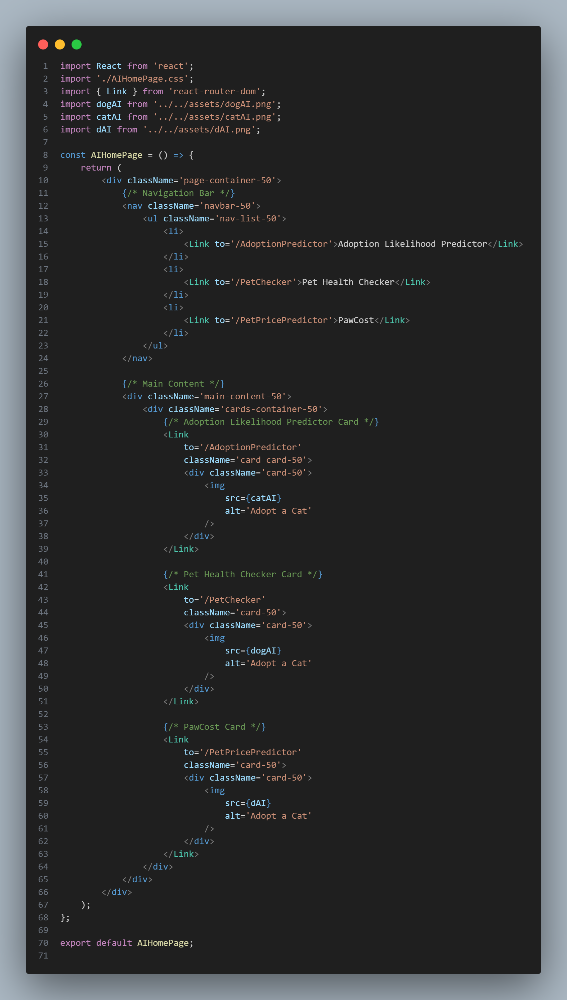 1 import React from 'react';
2 import './AIHomePage.css';
3 import { Link } from 'react-router-dom';
4 import dogAI from '../../assets/dogAI.png';
5 import catAI from '../../assets/catAI.png';
6 import dAI from '../../assets/dAI.png';
7
8 const AIHomePage = () => {
9     return (
10         <div className='page-container-50'>
11             {/* Navigation Bar */}
12             <nav className='navbar-50'>
13                 <ul className='nav-list-50'>
14                     <li>
15                         <Link to='/AdoptionPredictor'>Adoption Likelihood Predictor</Link>
16                     </li>
17                     <li>
18                         <Link to='/PetChecker'>Pet Health Checker</Link>
19                     </li>
20                     <li>
21                         <Link to='/PetPricePredictor'>PawCost</Link>
22                     </li>
23                 </ul>
24             </nav>
25
26             {/* Main Content */}
27             <div className='main-content-50'>
28                 <div className='cards-container-50'>
29                     {/* Adoption Likelihood Predictor Card */}
30                     <Link
31                         to='/AdoptionPredictor'
32                         className='card card-50'>
33                         <div className='card-50'>
34                             <img
35                                 src={catAI}
36                                 alt='Adopt a Cat'
37                             />
38                         </div>
39                     </Link>
40
41                     {/* Pet Health Checker Card */}
42                     <Link
43                         to='/PetChecker'
44                         className='card-50'>
45                         <div className='card-50'>
46                             <img
47                                 src={dogAI}
48                                 alt='Adopt a Cat'
49                             />
50                         </div>
51                     </Link>
52
53                     {/* PawCost Card */}
54                     <Link
55                         to='/PetPricePredictor'
56                         className='card-50'>
57                         <div className='card-50'>
58                             <img
59                                 src={dAI}
60                                 alt='Adopt a Cat'
61                             />
62                         </div>
63                     </Link>
64                 </div>
65             </div>
66         </div>
67     );
68 };
69
70 export default AIHomePage;
71